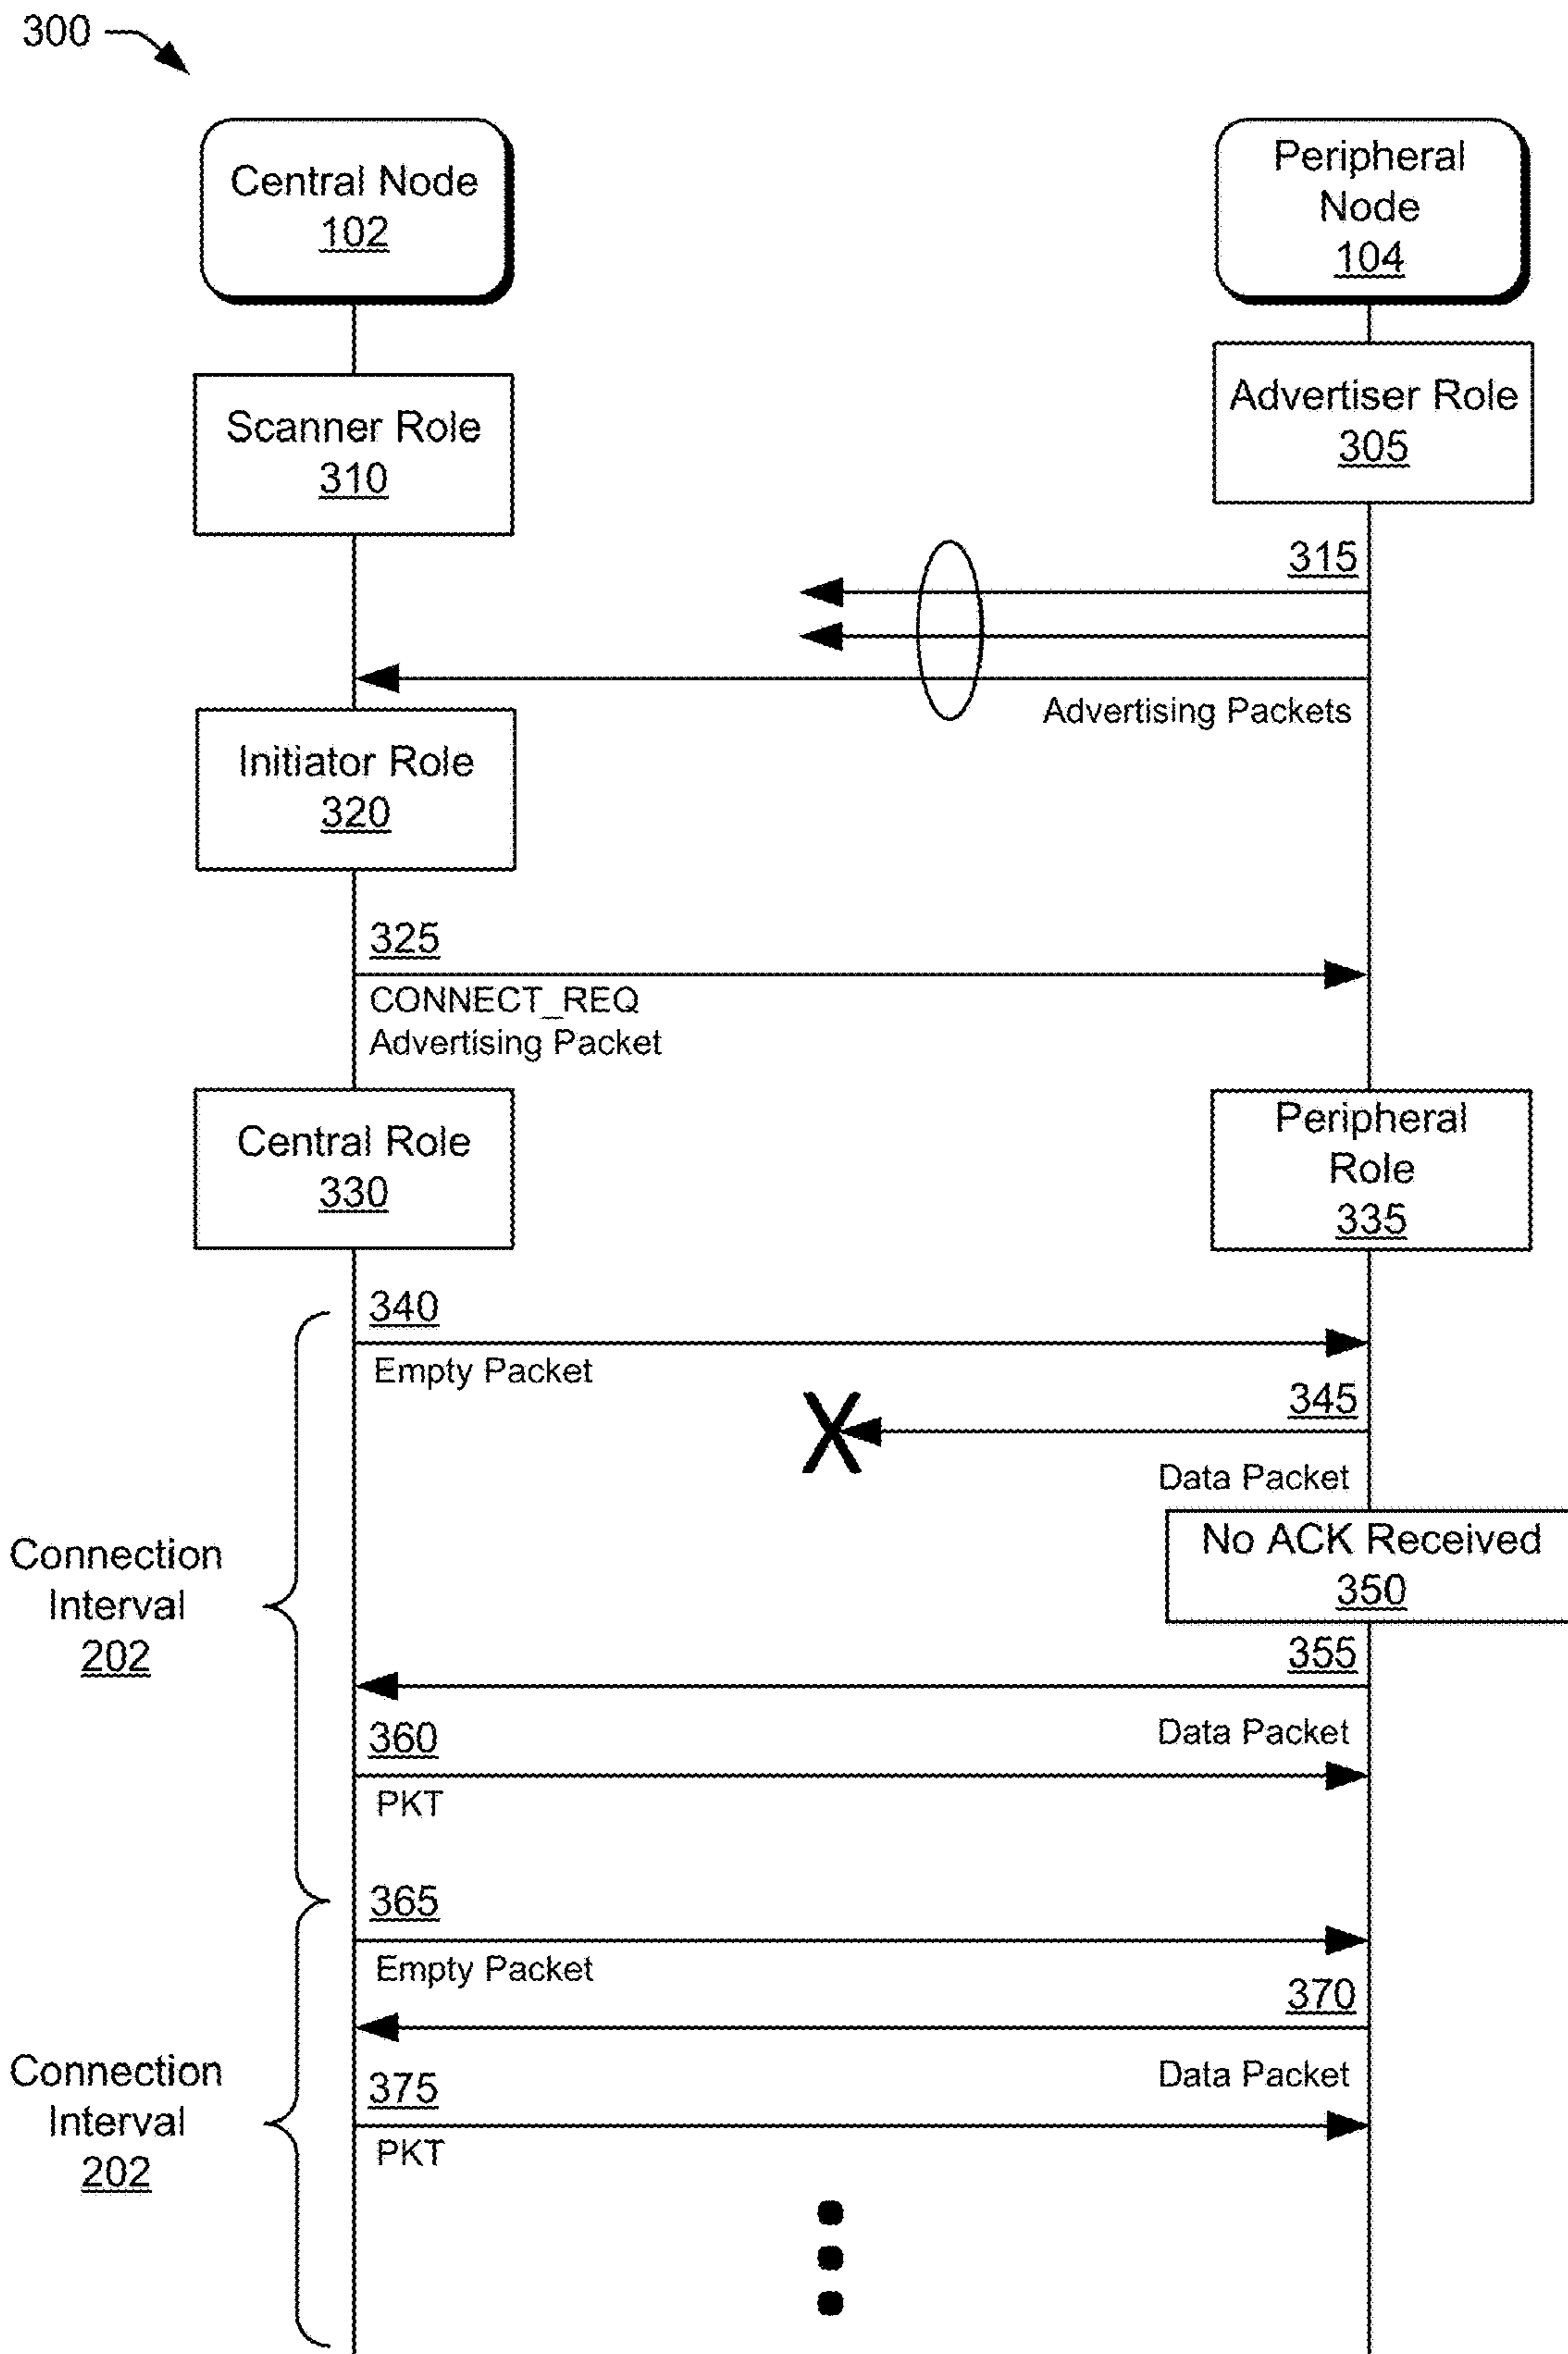 300
Central Node
102
Peripheral
Node
104
Scanner Role
310
Advertiser Role
305
315
Advertising Packets
Initiator Role
320
325
CONNECT_REQ
Advertising Packet
Central Role
330
Peripheral
Role
335
340
Empty Packet
345
Data Packet
No ACK Received
350
Connection
Interval
202
355
Data Packet
360
PKT
365
Empty Packet
370
Data Packet
Connection
Interval
202
375
PKT